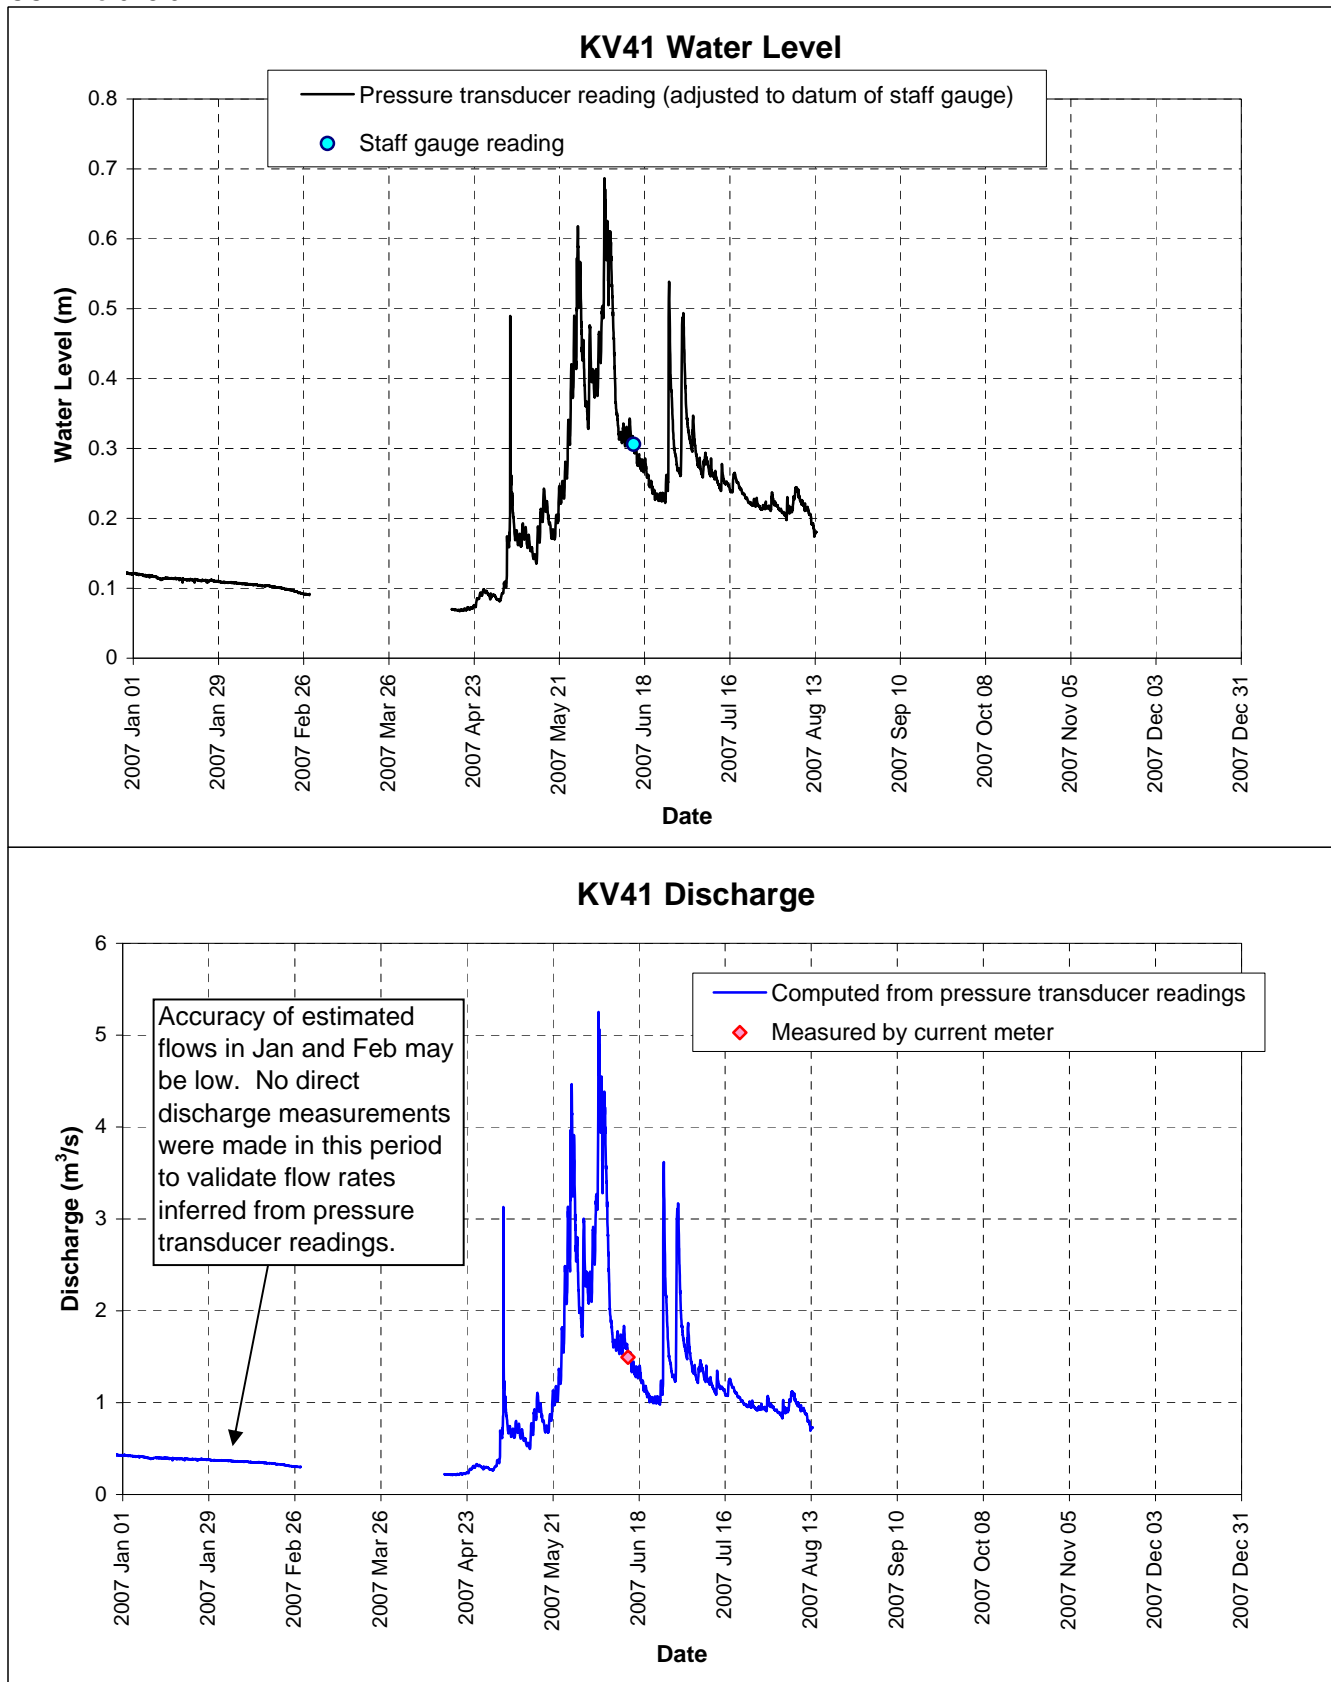 KV41 Water Level
Pressure transducer reading (adjusted to datum of staff gauge)
Staff gauge reading
Water Level (m)
0.8
0.7
0.6
0.5
0.4
0.3
0.2
0.1
0
2007 Jan 01
2007 Jan 29
2007 Feb 26
2007 Mar 26
2007 Apr 23
2007 May 21
2007 Jun 18
2007 Jul 16
2007 Aug 13
2007 Sep 10
2007 Oct 08
2007 Nov 05
2007 Dec 03
2007 Dec 31
Date
KV41 Discharge
Computed from pressure transducer readings
Measured by current meter
Accuracy of estimated
flows in Jan and Feb may
be low. No direct
discharge measurements
were made in this period
to validate flow rates
inferred from pressure
transducer readings.
Discharge (m³/s)
6
5
4
3
2
1
0
2007 Jan 01
2007 Jan 29
2007 Feb 26
2007 Mar 26
2007 Apr 23
2007 May 21
2007 Jun 18
2007 Jul 16
2007 Aug 13
2007 Sep 10
2007 Oct 08
2007 Nov 05
2007 Dec 03
2007 Dec 31
Date